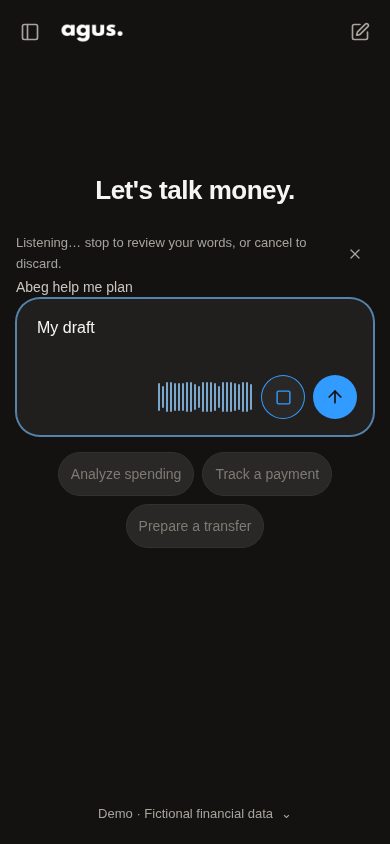 agus.
Let's talk money.
Listening… stop to review your words, or cancel to
discard.
Abeg help me plan
My draft
Analyze spending
Track a payment
Prepare a transfer
Demo · Fictional financial data